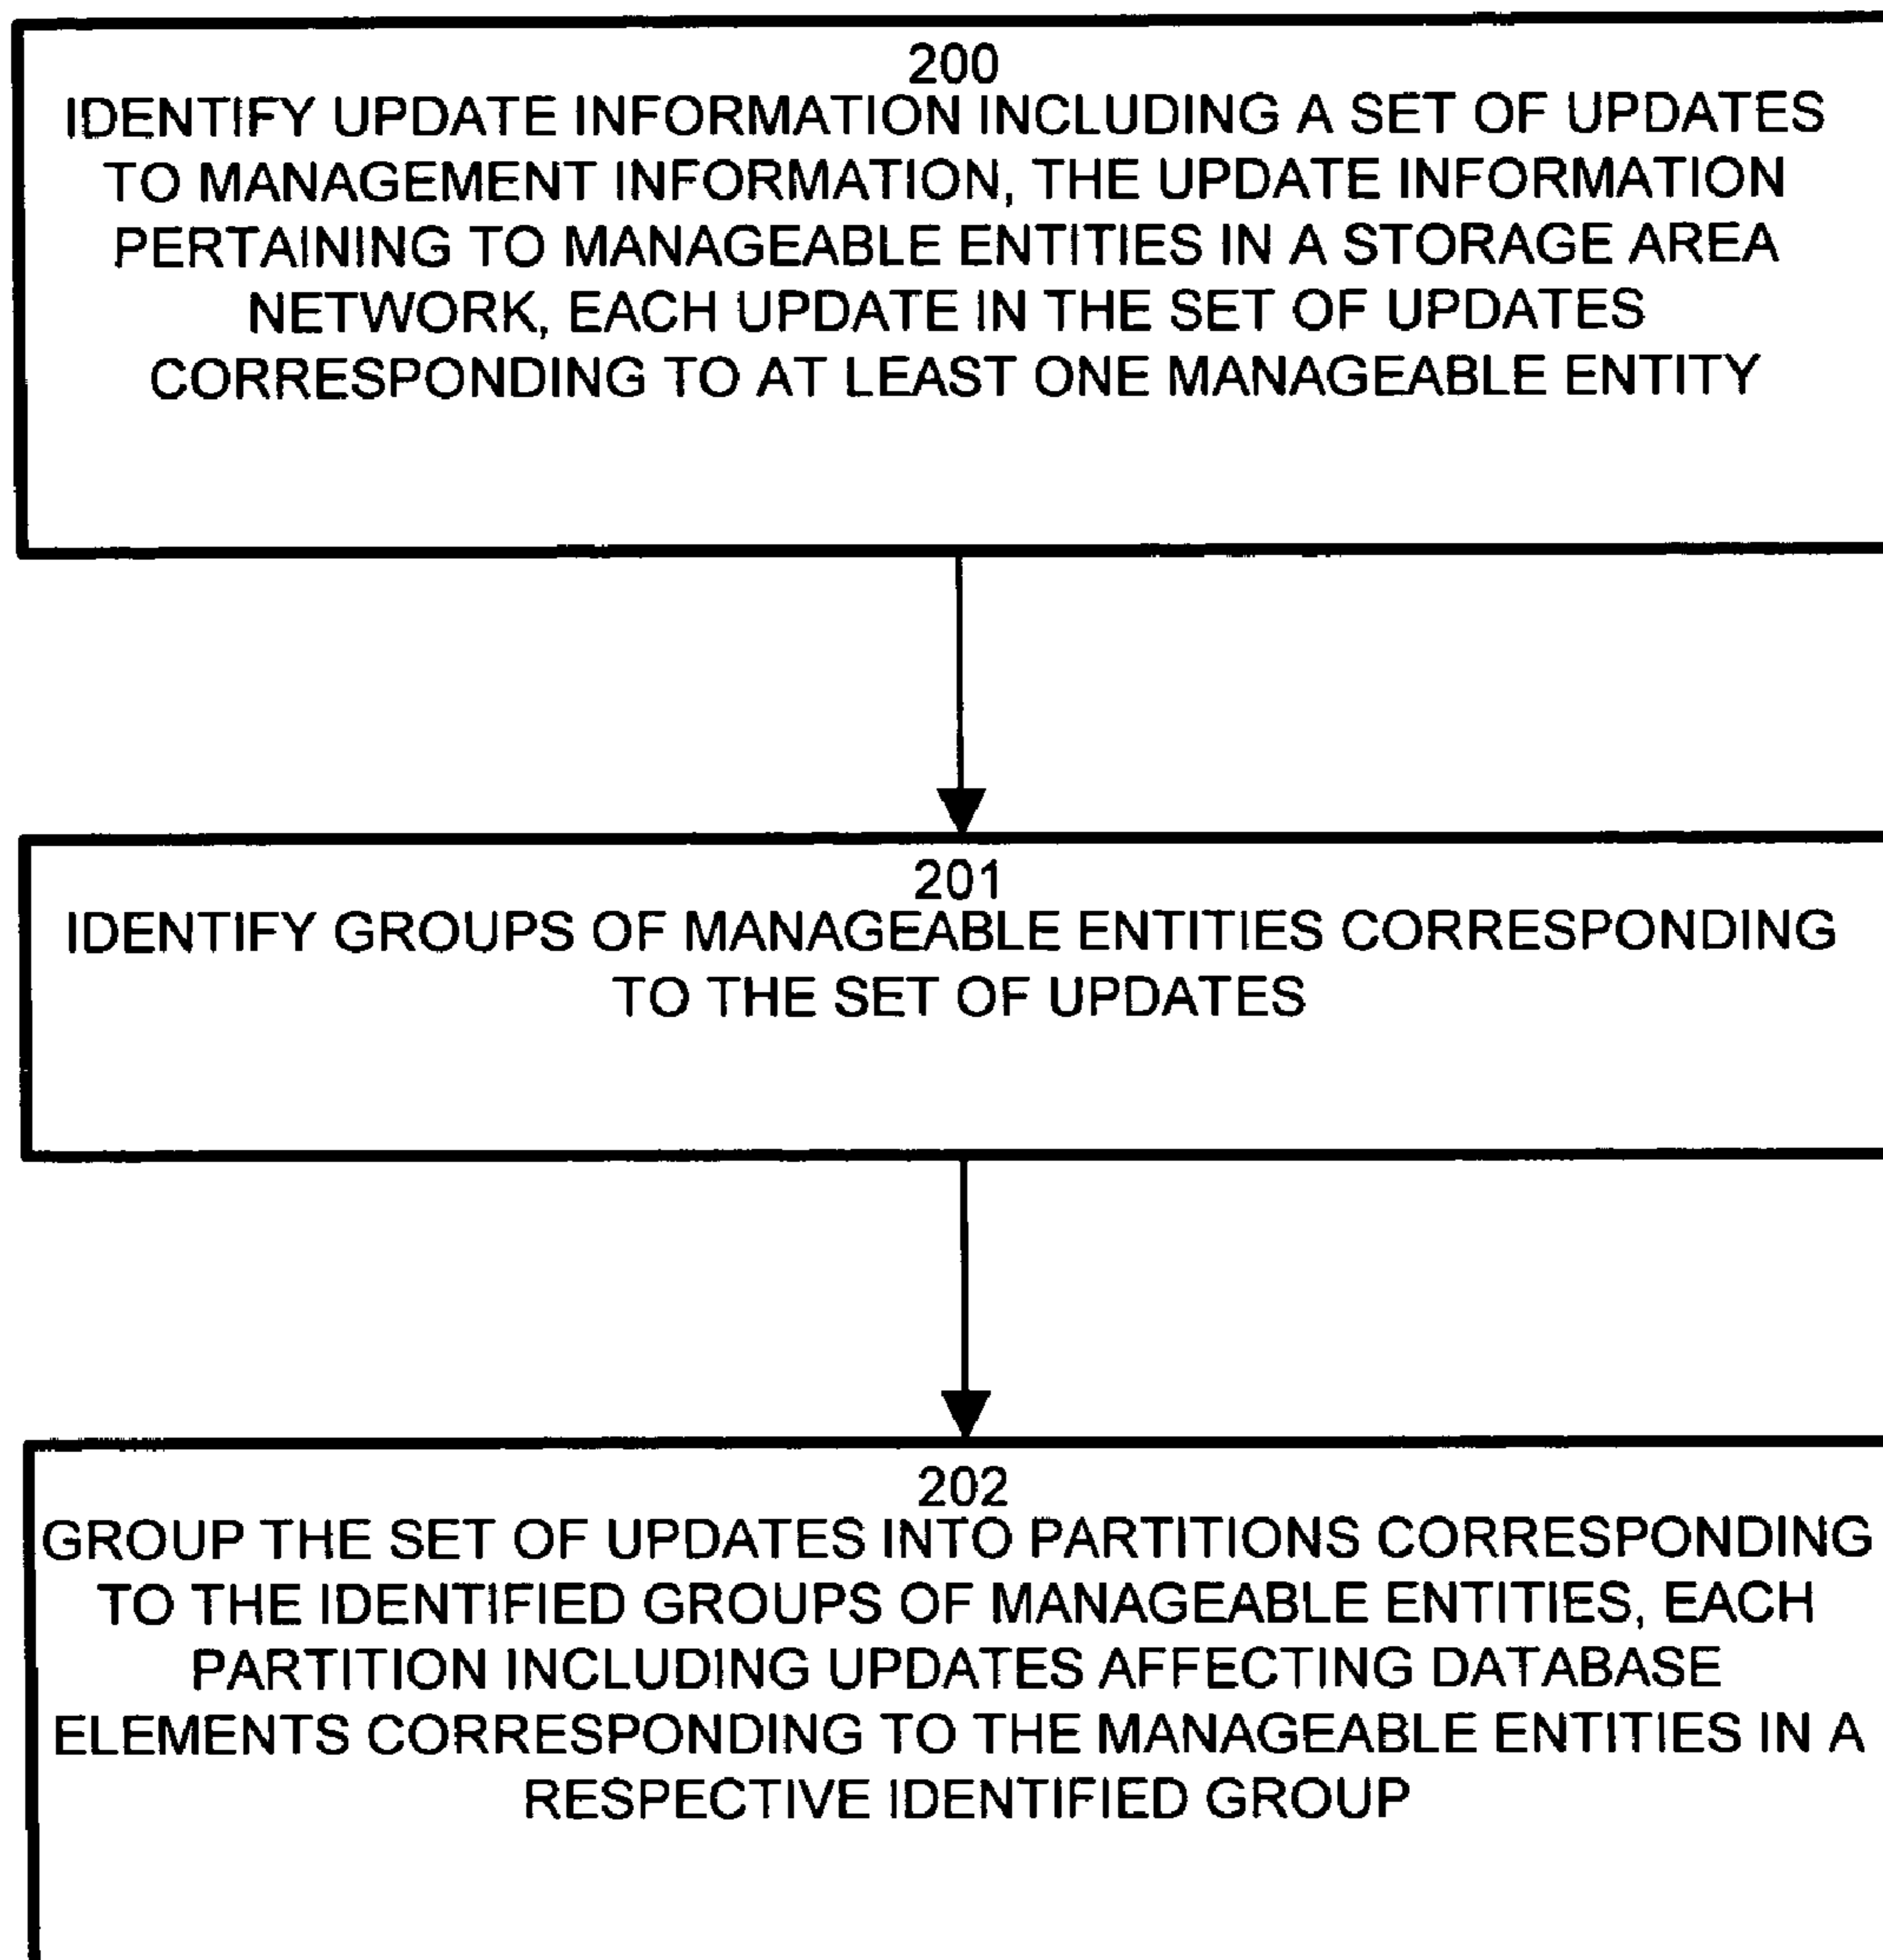 200
IDENTIFY UPDATE INFORMATION INCLUDING A SET OF UPDATES
TO MANAGEMENT INFORMATION, THE UPDATE INFORMATION
PERTAINING TO MANAGEABLE ENTITIES IN A STORAGE AREA
NETWORK, EACH UPDATE IN THE SET OF UPDATES
CORRESPONDING TO AT LEAST ONE MANAGEABLE ENTITY
201
IDENTIFY GROUPS OF MANAGEABLE ENTITIES CORRESPONDING
TO THE SET OF UPDATES
202
GROUP THE SET OF UPDATES INTO PARTITIONS CORRESPONDING
TO THE IDENTIFIED GROUPS OF MANAGEABLE ENTITIES, EACH
PARTITION INCLUDING UPDATES AFFECTING DATABASE
ELEMENTS CORRESPONDING TO THE MANAGEABLE ENTITIES IN A
RESPECTIVE IDENTIFIED GROUP